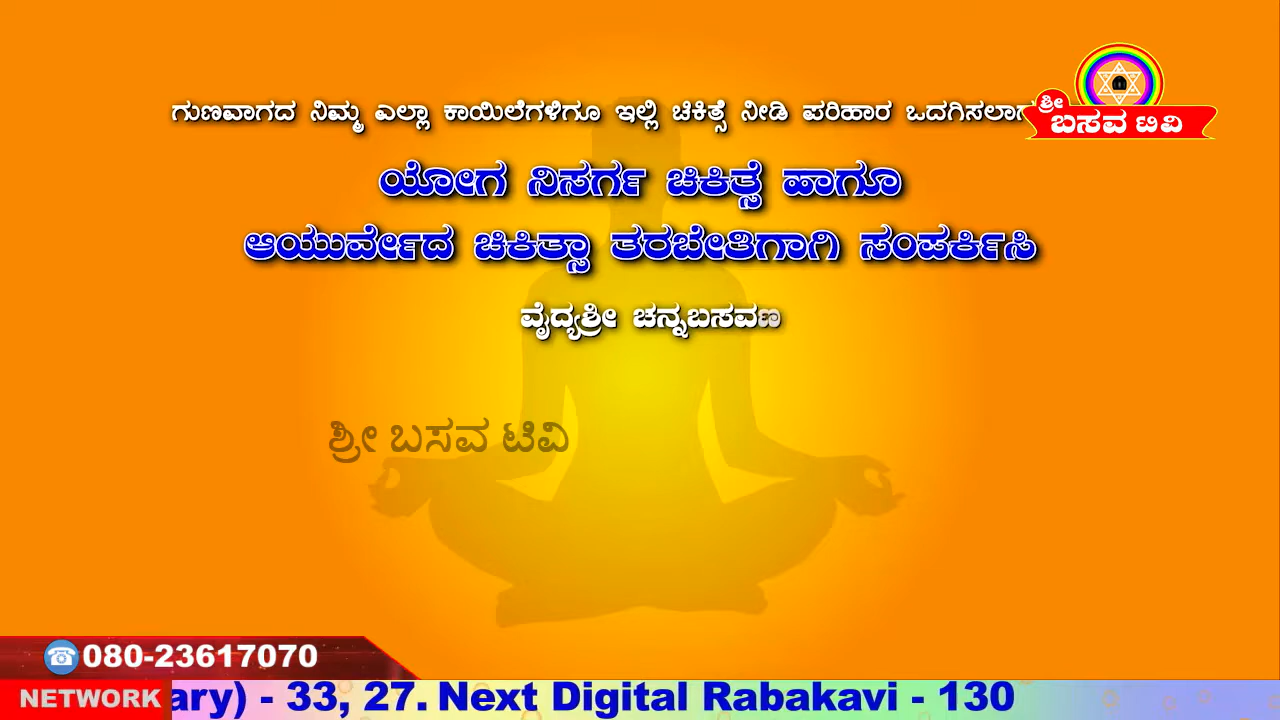 ಗುಣವಾಗದ ನಿಮ್ಮ ಎಲ್ಲಾ ಕಾಯಿಲೆಗಳಿಗೂ ಇಲ್ಲಿ ಚಿಕಿತ್ಸೆ ನೀಡಿ ಪರಿಹಾರ ಒದಗಿಸಲಾಗ
ಶ್ರೀ
ಬಸವ ಟಿವಿ
ಯೋಗ ನಿಸರ್ಗ ಚಿಕಿತ್ಸೆ ಹಾಗೂ
ಆಯುರ್ವೇದ ಚಿಕಿತ್ಸಾ ತರಬೇತಿಗಾಗಿ ಸಂಪರ್ಕಿಸಿ
ವೈದ್ಯಶ್ರೀ ಚನ್ನಬಸವಣ
ಶ್ರೀ ಬಸವ ಟಿವಿ
☎080-23617070
NETWORK ary) - 33, 27. Next Digital Rabakavi - 130